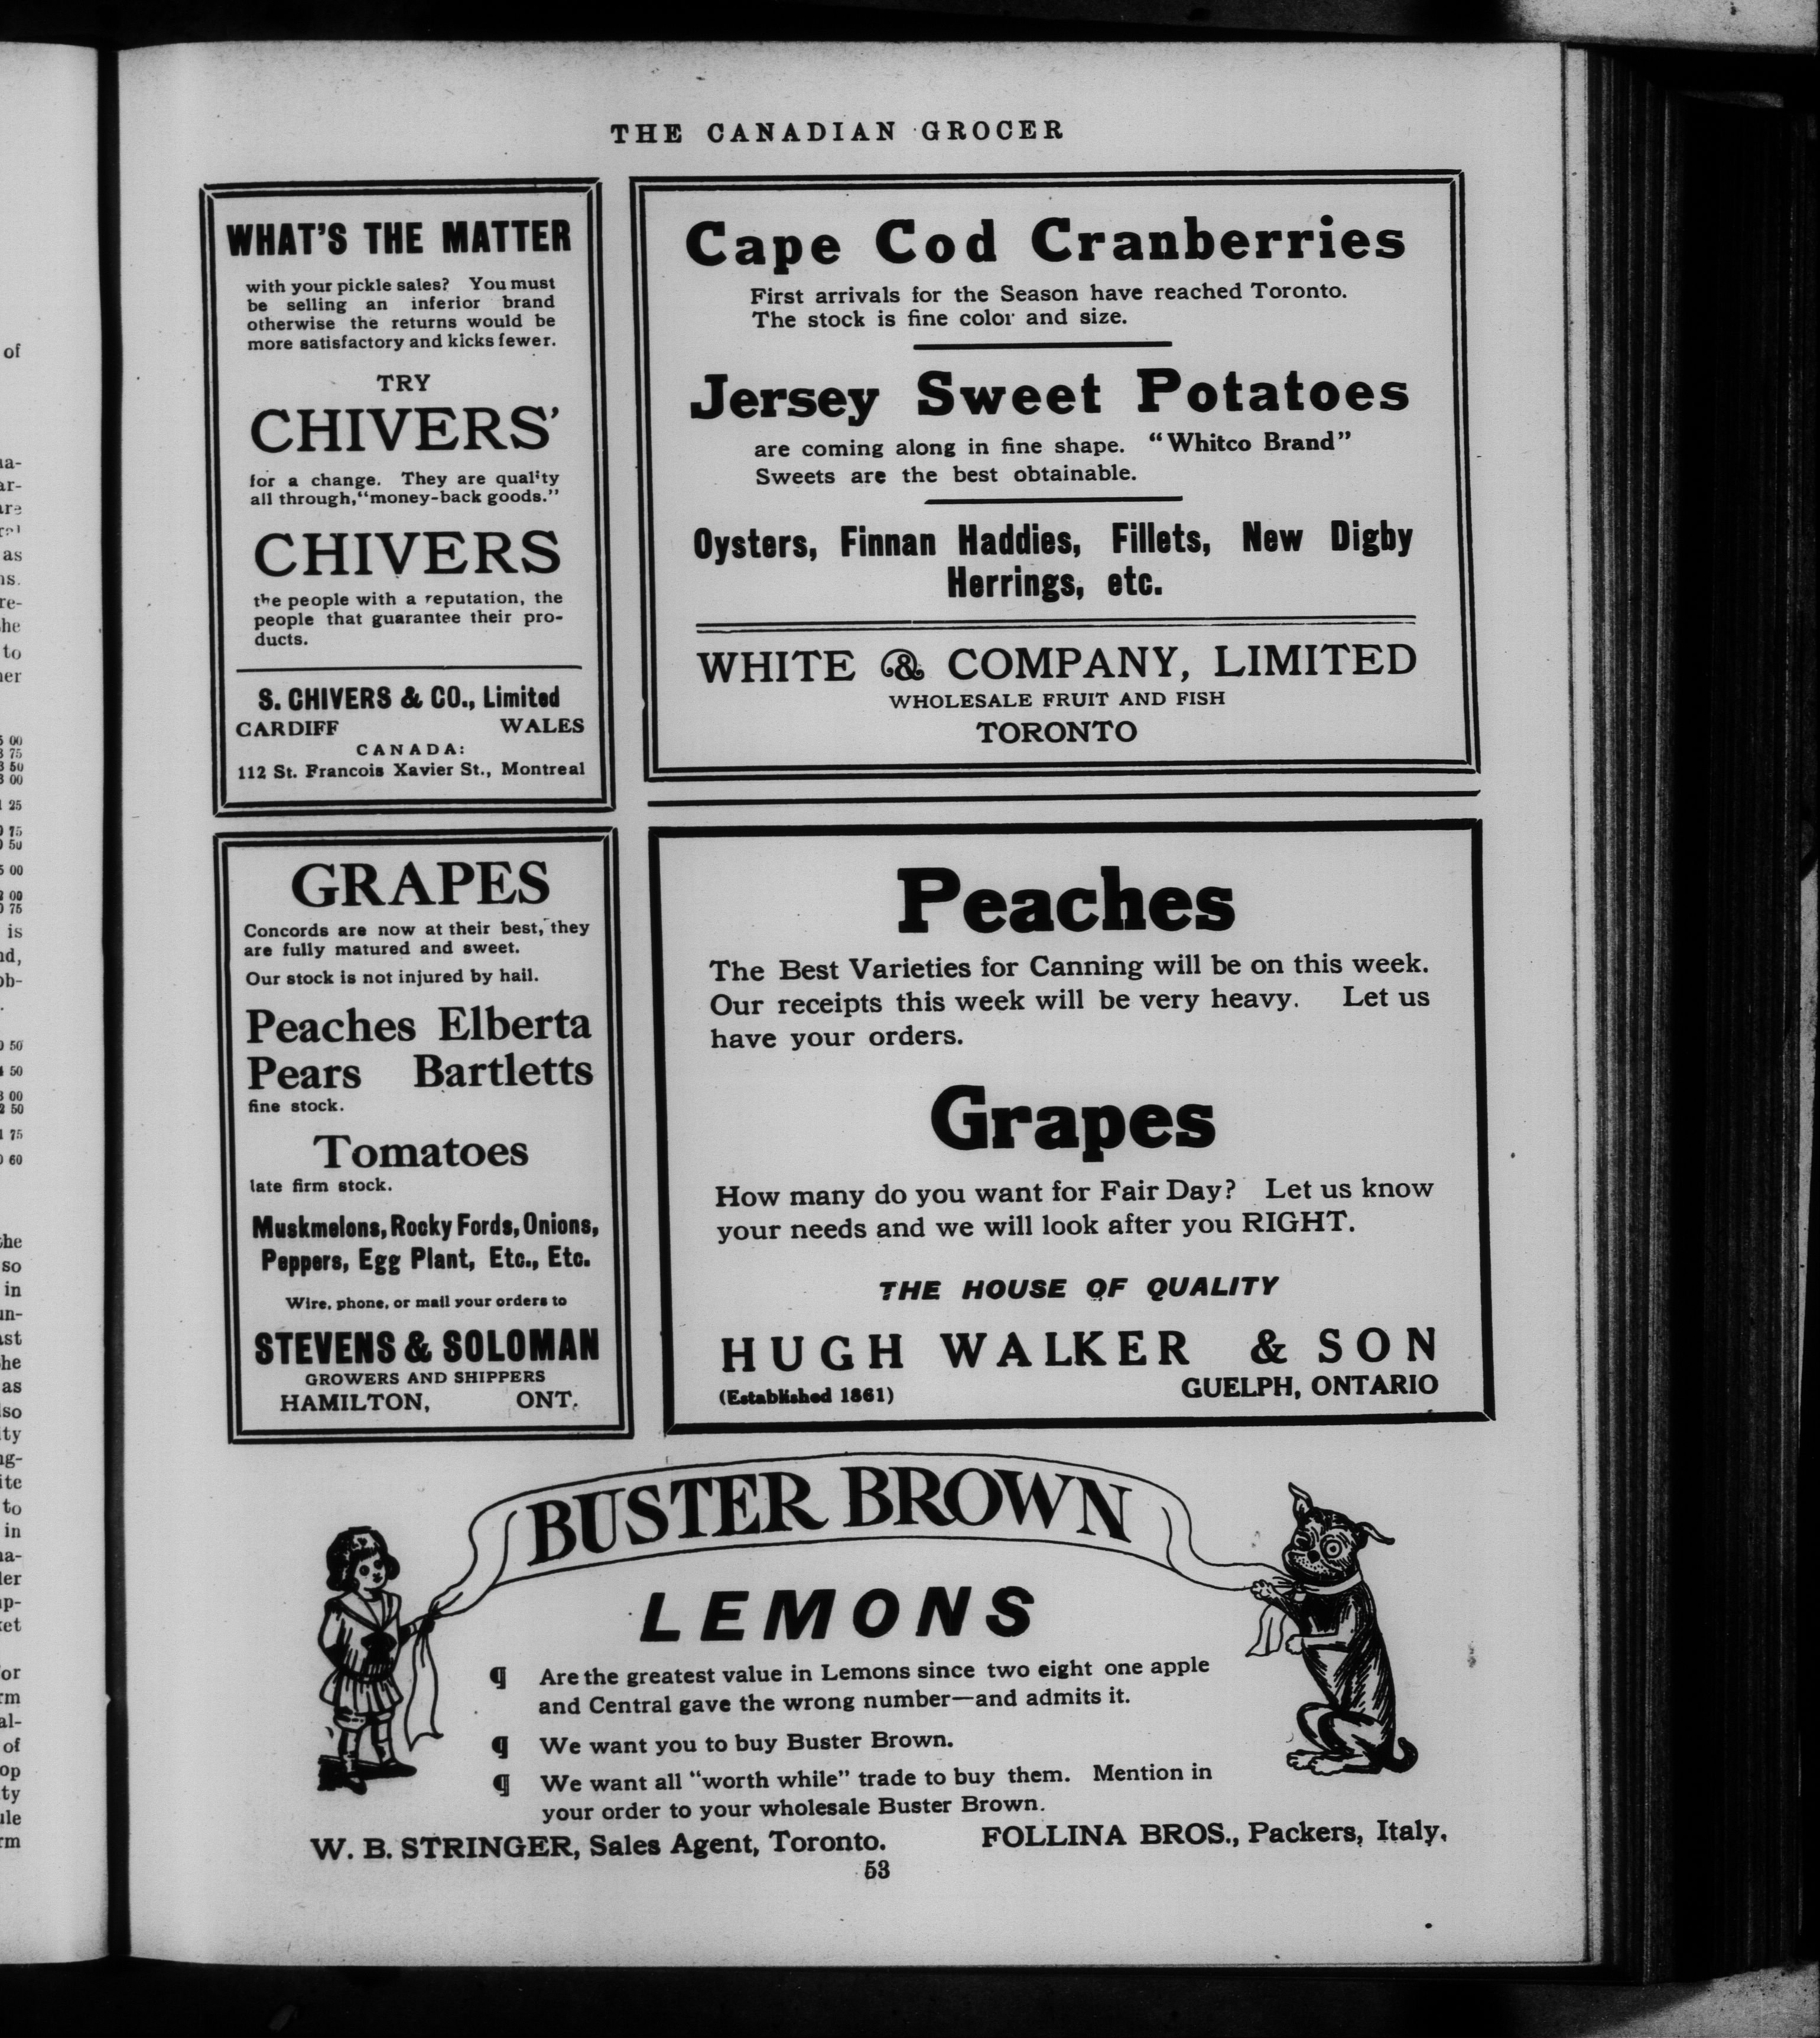 THE CANADIAN GROCER
WHAT'S THE MATTER
with your pickle sales? You must
be selling an inferior brand
otherwise the returns would be
more satisfactory and kicks fewer.
TRY
CHIVERS'
for a change. They are quality
all through, "money-back goods."
CHIVERS
the people with a reputation, the
people that guarantee their pro-
ducts.
S. CHIVERS & CO., Limited
CARDIFF WALES
CANADA:
112 St. Francois Xavier St., Montreal
Cape Cod Cranberries
First arrivals for the Season have reached Toronto.
The stock is fine color and size.
Jersey Sweet Potatoes
are coming along in fine shape. "Whitco Brand"
Sweets are the best obtainable.
Oysters, Finnan Haddies, Fillets, New Digby
Herrings, etc.
WHITE & COMPANY, LIMITED
WHOLESALE FRUIT AND FISH
TORONTO
GRAPES
Concords are now at their best, they
are fully matured and sweet.
Our stock is not injured by hail.
Peaches Elberta
Pears Bartletts
fine stock.
Tomatoes
late firm stock.
Muskmelons, Rocky Fords, Onions,
Peppers, Egg Plant, Etc., Etc.
Wire, phone, or mail your orders to
STEVENS & SOLOMAN
GROWERS AND SHIPPERS
HAMILTON, ONT.
Peaches
The Best Varieties for Canning will be on this week.
Our receipts this week will be very heavy. Let us
have your orders.
Grapes
How many do you want for Fair Day? Let us know
your needs and we will look after you RIGHT.
THE HOUSE OF QUALITY
HUGH WALKER & SON
(Established 1861) GUELPH, ONTARIO
BUSTER BROWN
LEMONS
¶ Are the greatest value in Lemons since two eight one apple
and Central gave the wrong number—and admits it.
¶ We want you to buy Buster Brown.
¶ We want all "worth while" trade to buy them. Mention in
your order to your wholesale Buster Brown.
W. B. STRINGER, Sales Agent, Toronto. FOLLINA BROS., Packers, Italy.
53